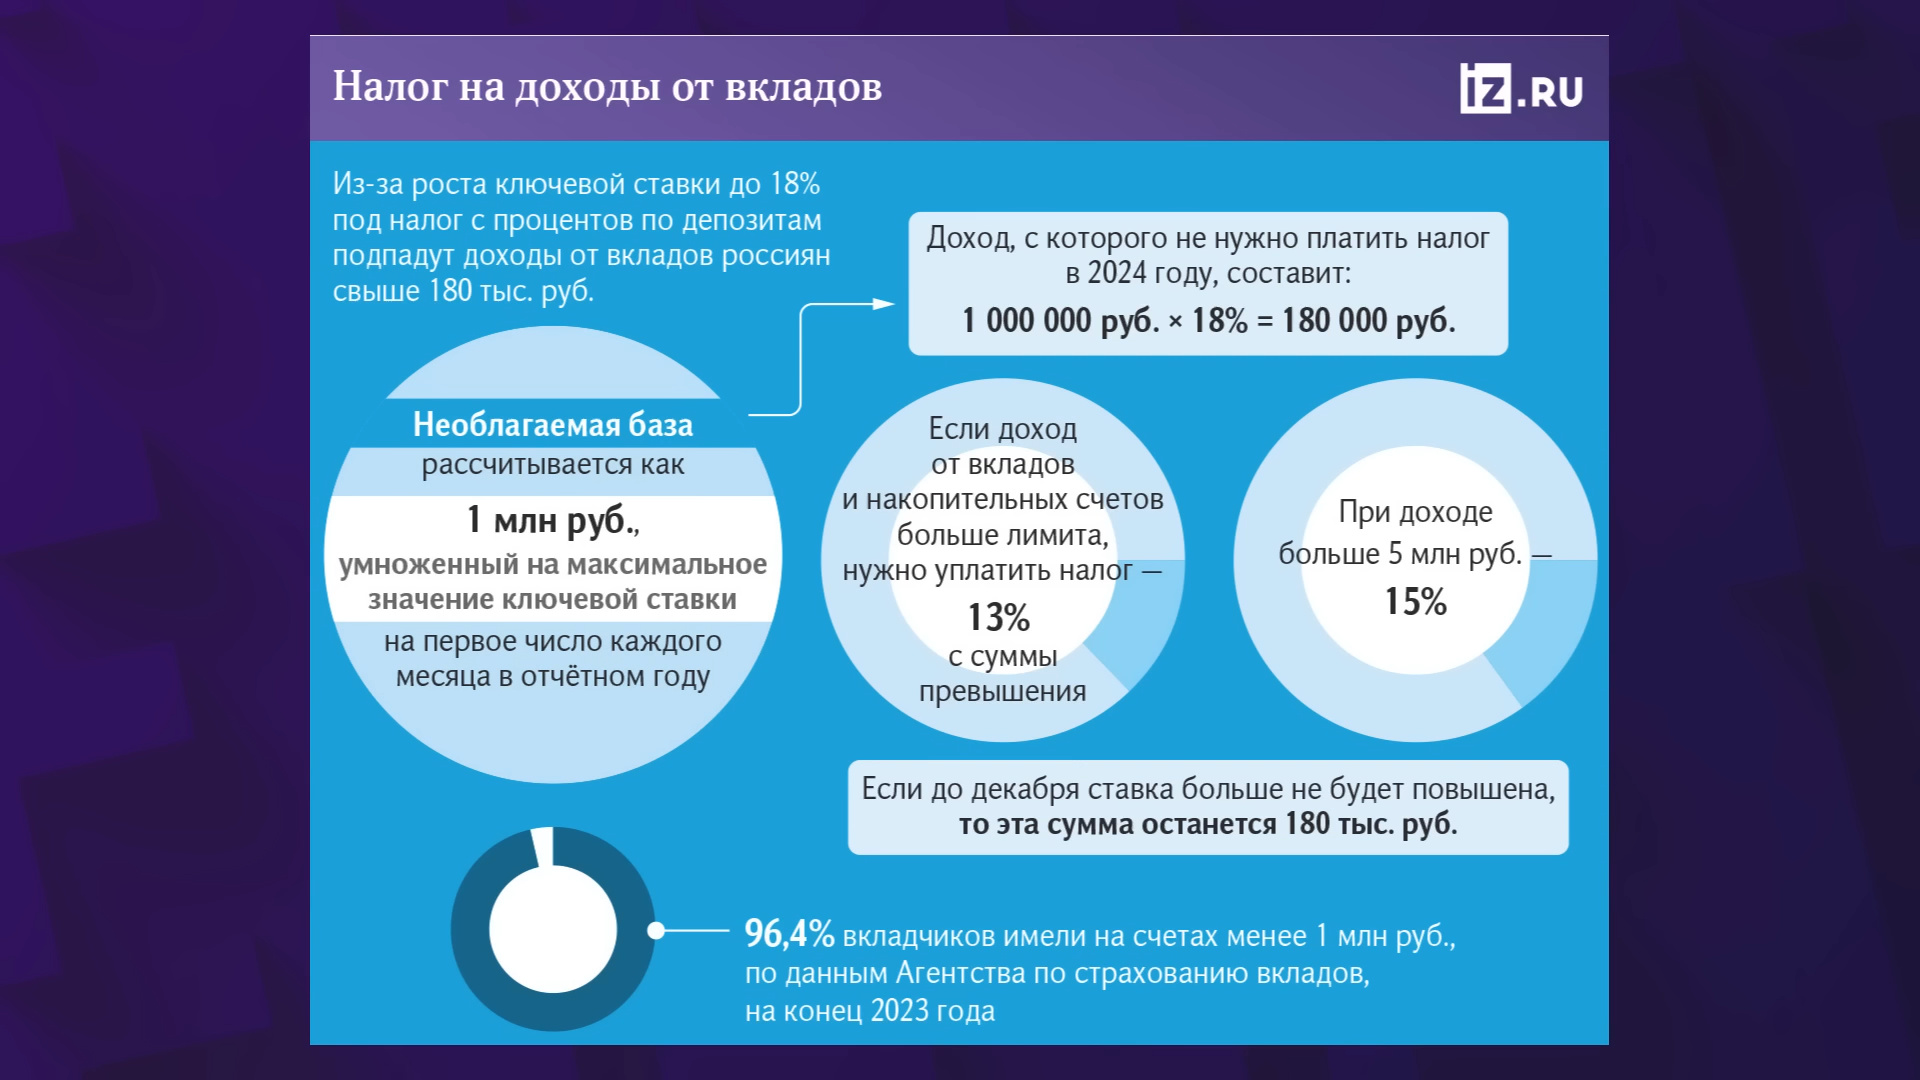 Налог на доходы от вкладов
iz.RU
Из-за роста ключевой ставки до 18%
под налог с процентов по депозитам
подпадут доходы от вкладов россиян
свыше 180 тыс. руб.
Доход, с которого не нужно платить налог
в 2024 году, составит:
1 000 000 руб. × 18% = 180 000 руб.
Необлагаемая база
рассчитывается как
1 млн руб.,
умноженный на максимальное
значение ключевой ставки
на первое число каждого
месяца в отчётном году
Если доход
от вкладов
и накопительных счетов
больше лимита,
нужно уплатить налог —
13%
с суммы
превышения
При доходе
больше 5 млн руб. —
15%
Если до декабря ставка больше не будет повышена,
то эта сумма останется 180 тыс. руб.
96,4% вкладчиков имели на счетах менее 1 млн руб.,
по данным Агентства по страхованию вкладов,
на конец 2023 года